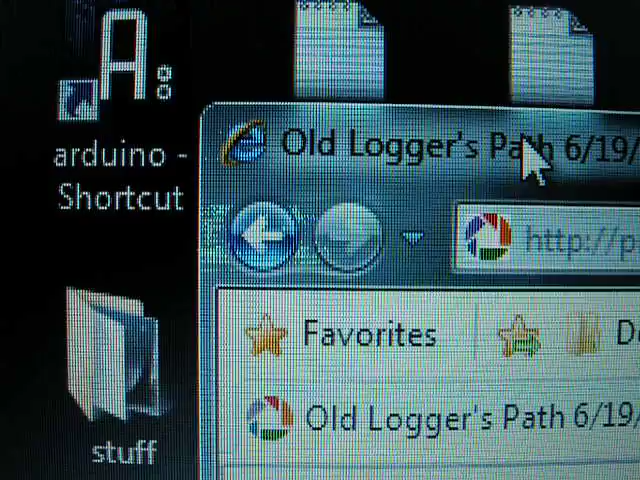 A:
arduino -
Shortcut
Old Logger's Path 6/19/
http://p
Favorites
Old Logger's Path 6/19/
stuff